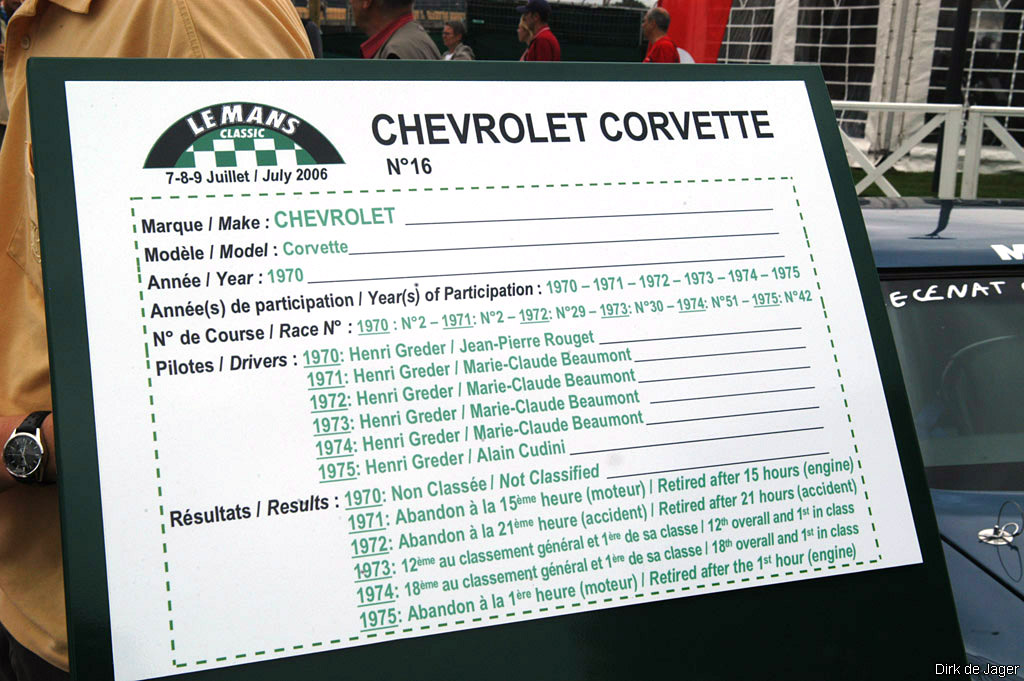 LE MANS
CLASSIC
7-8-9 Juillet / July 2006
CHEVROLET CORVETTE
N°16
Marque / Make : CHEVROLET
Modèle / Model : Corvette
Année / Year : 1970
Année(s) de participation / Year(s) of Participation : 1970 – 1971 – 1972 – 1973 – 1974 – 1975
N° de Course / Race N° : 1970 : N°2 – 1971: N°2 – 1972: N°29 – 1973: N°30 – 1974: N°51 – 1975: N°42
Pilotes / Drivers : 1970: Henri Greder / Jean-Pierre Rouget
1971: Henri Greder / Marie-Claude Beaumont
1972: Henri Greder / Marie-Claude Beaumont
1973: Henri Greder / Marie-Claude Beaumont
1974: Henri Greder / Marie-Claude Beaumont
1975: Henri Greder / Alain Cudini
Résultats / Results : 1970: Non Classée / Not Classified
1971: Abandon à la 15ème heure (moteur) / Retired after 15 hours (engine)
1972: Abandon à la 21ème heure (accident) / Retired after 21 hours (accident)
1973: 12ème au classement général et 1ère de sa classe / 12th overall and 1st in class
1974: 18ème au classement général et 1ère de sa classe / 18th overall and 1st in class
1975: Abandon à la 1ère heure (moteur) / Retired after the 1st hour (engine)
Dirk de Jager